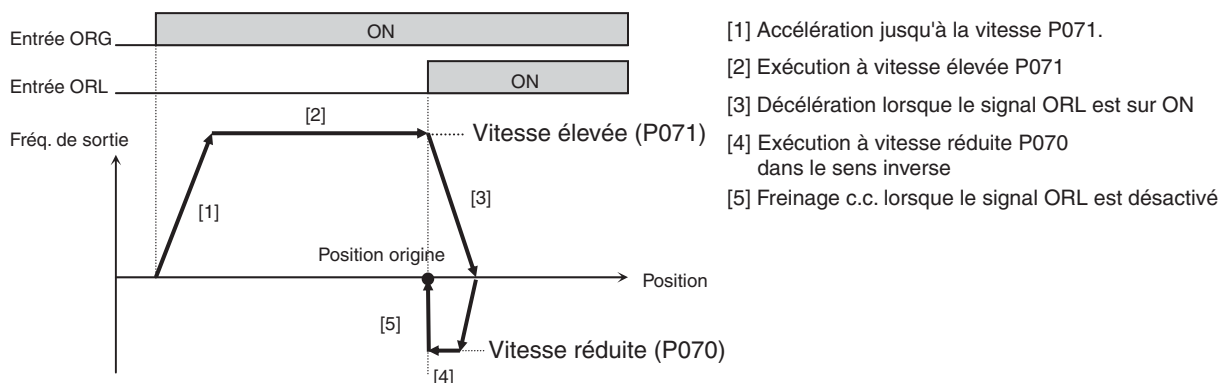 Entrée ORG
ON
Entrée ORL
ON
Fréq. de sortie
[2]
Vitesse élevée (P071)
[1]
[3]
Position origine
Position
[5]
Vitesse réduite (P070)
[4]
[1] Accélération jusqu'à la vitesse P071.
[2] Exécution à vitesse élevée P071
[3] Décélération lorsque le signal ORL est sur ON
[4] Exécution à vitesse réduite P070
dans le sens inverse
[5] Freinage c.c. lorsque le signal ORL est désactivé